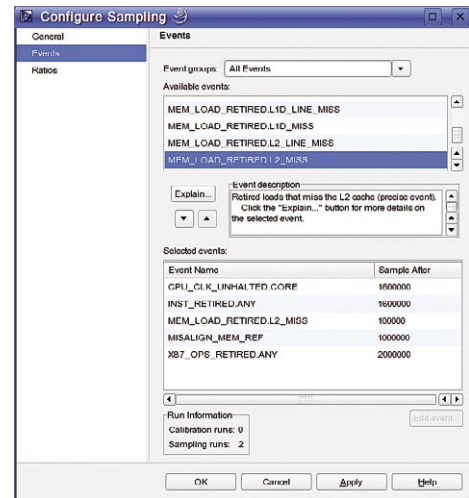 Configure Sampling
General
Events
Ratios
Events
Event groups: All Events
Available events:
MEM_LOAD_RETIRED.L1D_LINE_MISS
MEM_LOAD_RETIRED.L1D_MISS
MEM_LOAD_RETIRED.L2_LINE_MISS
MEM_LOAD_RETIRED.L2_MISS
Explain...
Event description
Retired loads that miss the L2 cache (precise event).
Click the "Explain..." button for more details on
the selected event.
Selected events:
Event Name Sample After
CPU_CLK_UNHALTED.CORE 1600000
INST_RETIRED.ANY 1600000
MEM_LOAD_RETIRED.L2_MISS 100000
MISALIGN_MEM_REF 1000000
X87_OPS_RETIRED.ANY 2000000
Run Information
Calibration runs: 0
Sampling runs: 2
Edit event...
OK Cancel Apply Help